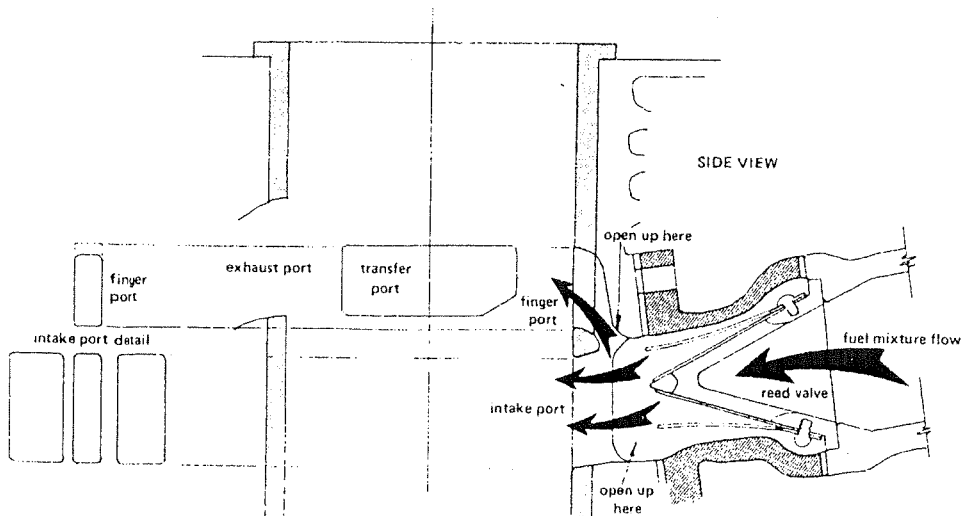 SIDE VIEW
open up here
exhaust port
transfer
port
finger
port
finger
port
intake port detail
fuel mixture flow
reed valve
intake port
open up
here